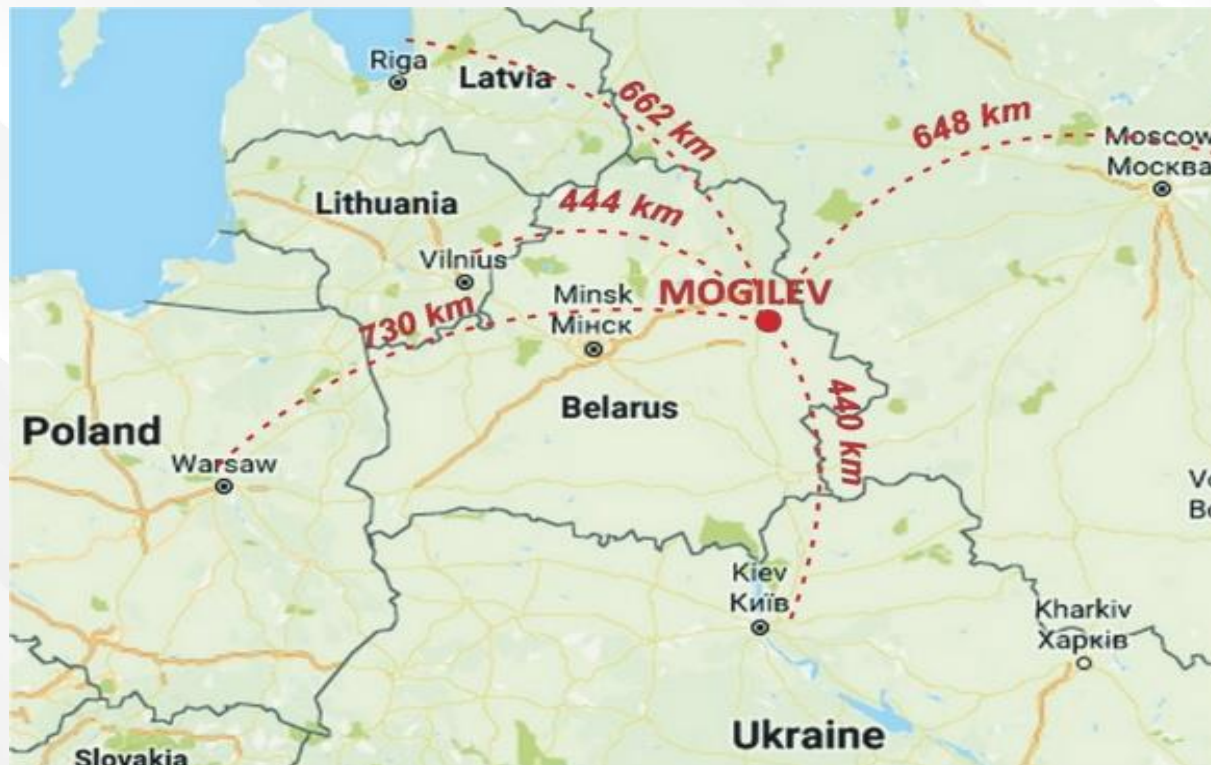 Riga
Latvia
662 km
648 km
Moscow
Москва
Lithuania
444 km
Vilnius
730 km
Minsk
Мінск
MOGILEV
Belarus
440 km
Poland
Warsaw
Kiev
Київ
Kharkiv
Харків
Ukraine
Slovakia